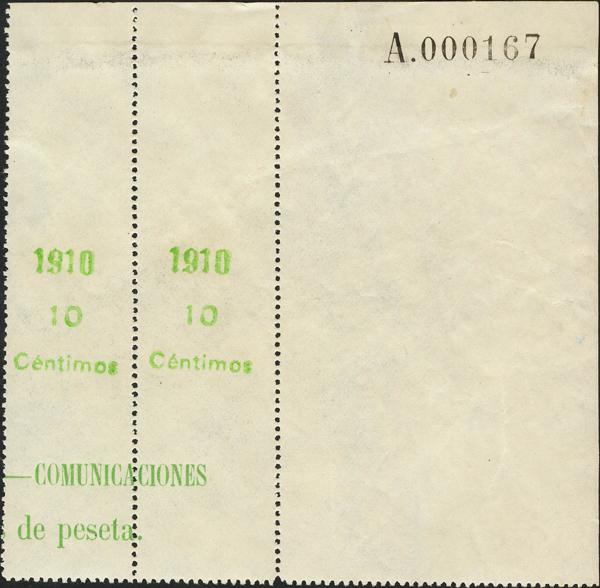 A.000167
1910 1910
10 10
Céntimos Céntimos
—COMUNICACIONES
de peseta.